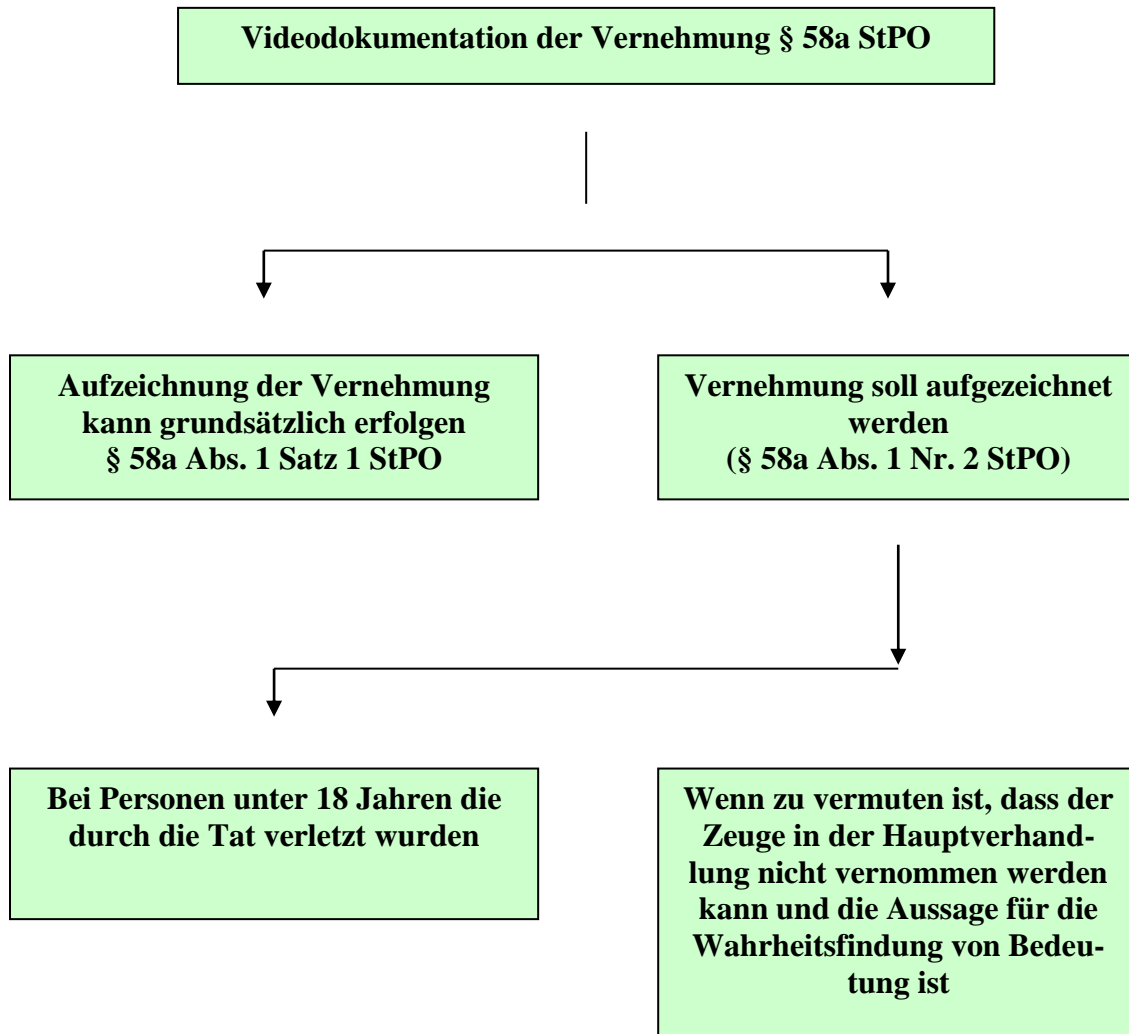 Videodokumentation der Vernehmung § 58a StPO
Aufzeichnung der Vernehmung
kann grundsätzlich erfolgen
§ 58a Abs. 1 Satz 1 StPO
Vernehmung soll aufgezeichnet
werden
(§ 58a Abs. 1 Nr. 2 StPO)
Bei Personen unter 18 Jahren die
durch die Tat verletzt wurden
Wenn zu vermuten ist, dass der
Zeuge in der Hauptverhand-
lung nicht vernommen werden
kann und die Aussage für die
Wahrheitsfindung von Bedeu-
tung ist